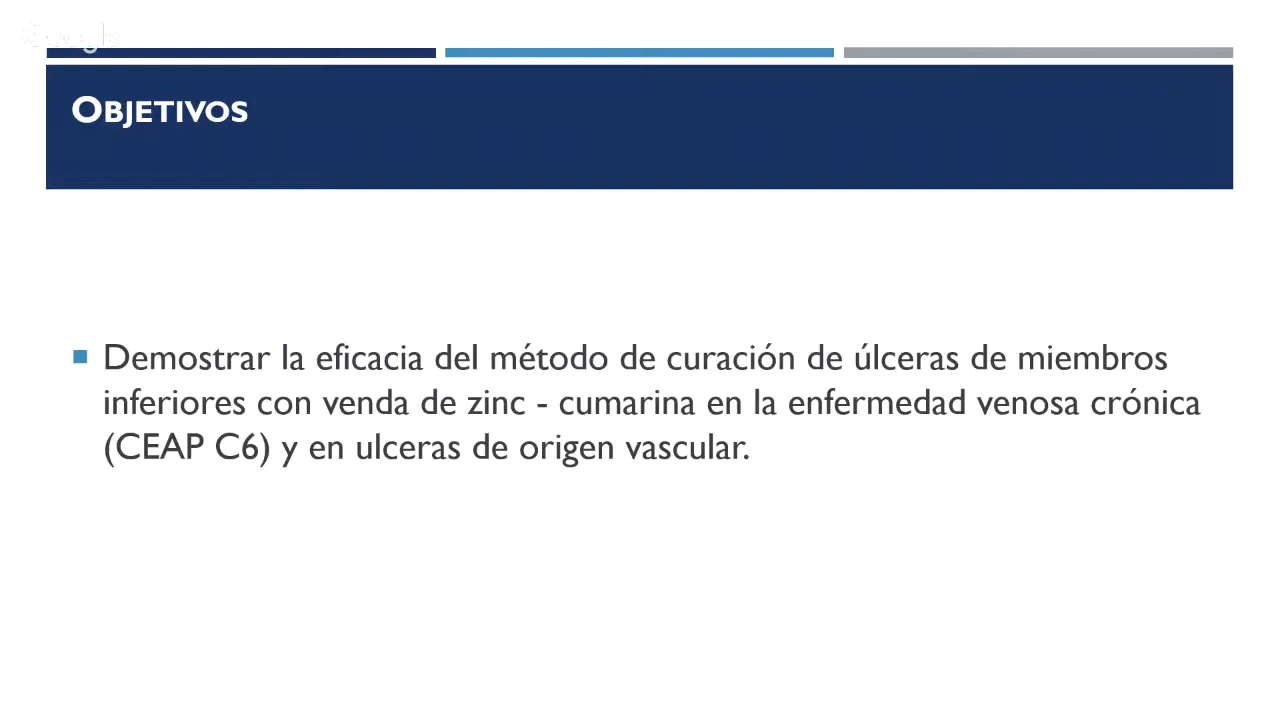 Google
OBJETIVOS
Demostrar la eficacia del método de curación de úlceras de miembros
inferiores con venda de zinc - cumarina en la enfermedad venosa crónica
(CEAP C6) y en ulceras de origen vascular.